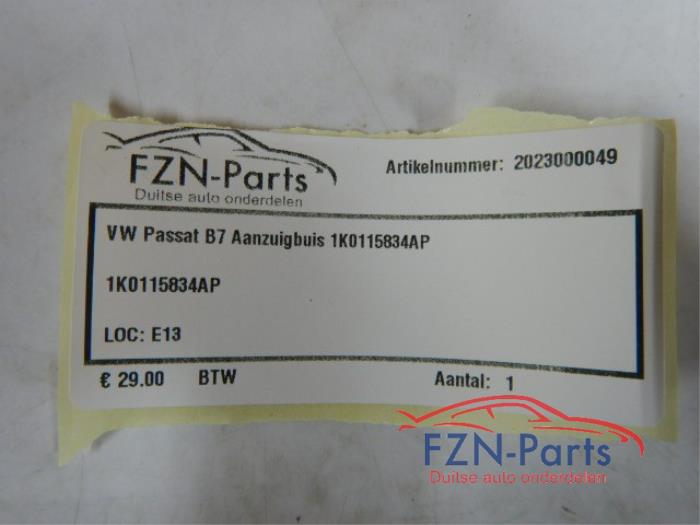 FZN-Parts
Duitse auto onderdelen
Artikelnummer: 2023000049
VW Passat B7 Aanzuigbuis 1K0115834AP
1K0115834AP
LOC: E13
€ 29.00 BTW Aantal: 1
FZN-Parts
Duitse auto onderdelen